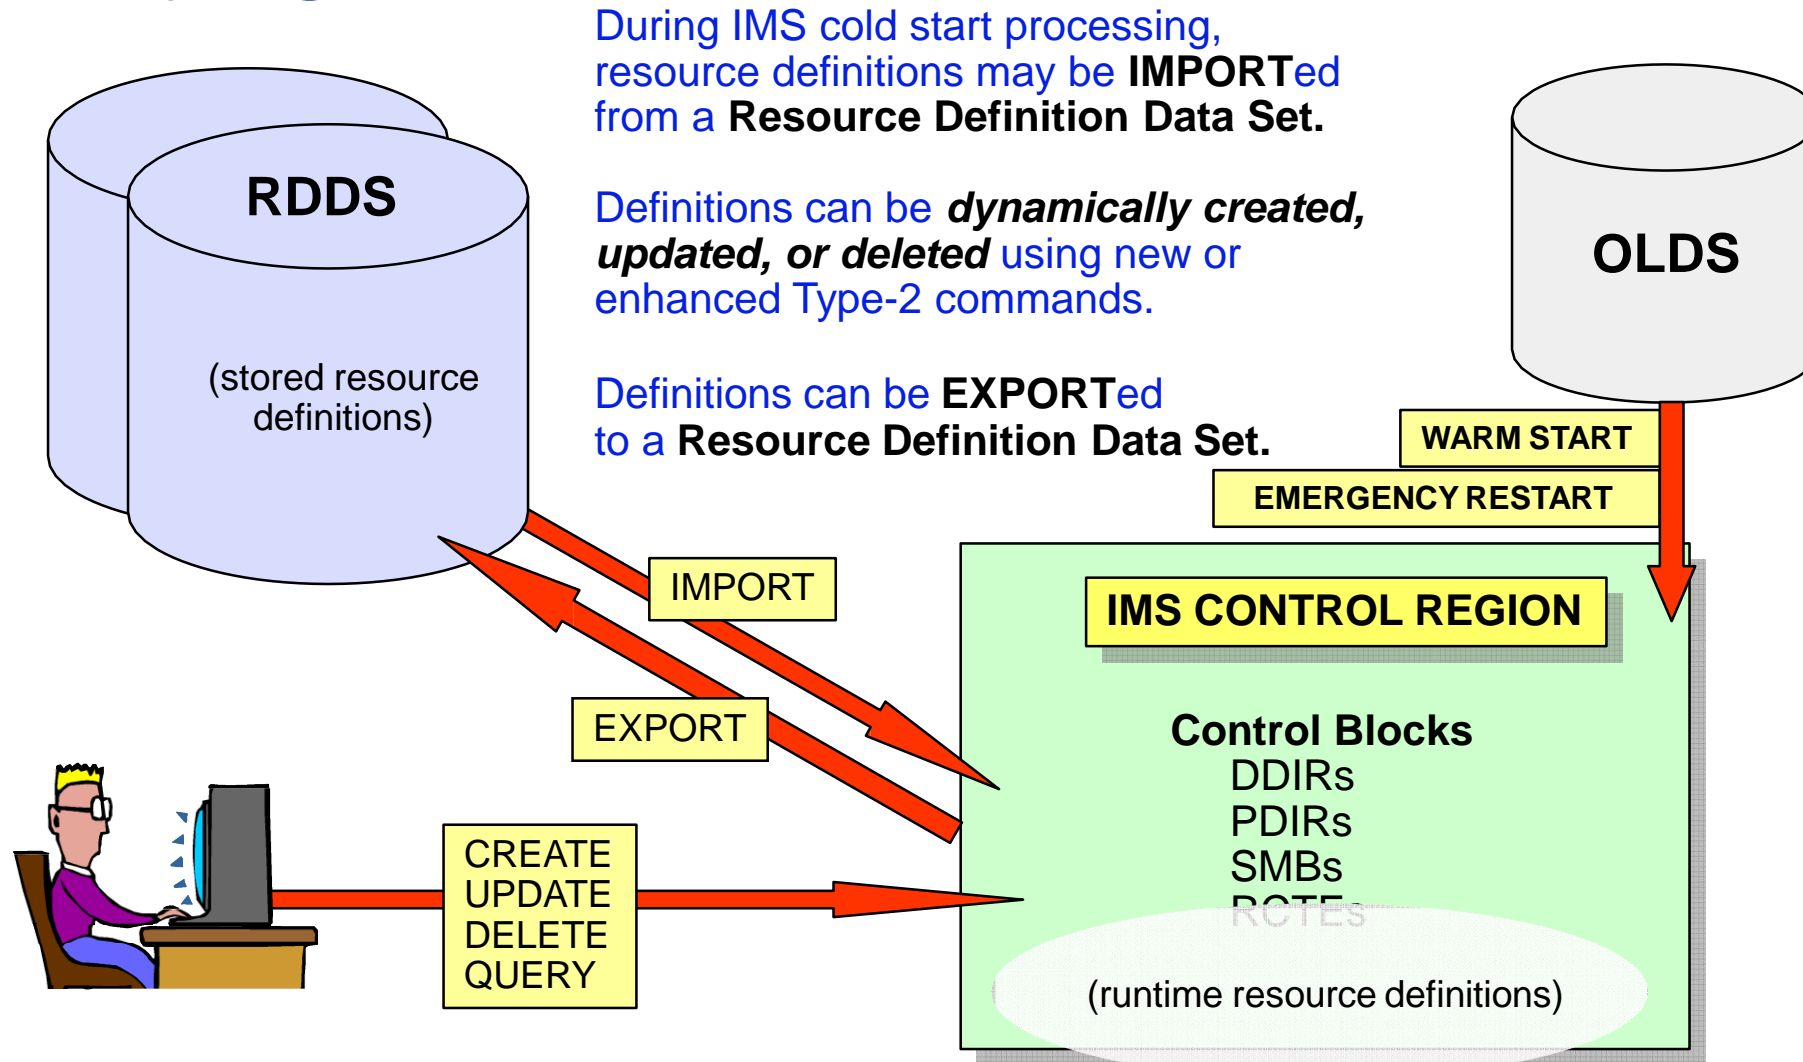 During IMS cold start processing,
resource definitions may be IMPORTed
from a Resource Definition Data Set.
Definitions can be dynamically created,
updated, or deleted using new or
enhanced Type-2 commands.
Definitions can be EXPORTed
to a Resource Definition Data Set.
RDDS
(stored resource
definitions)
OLDS
WARM START
EMERGENCY RESTART
IMPORT
EXPORT
IMS CONTROL REGION
Control Blocks
DDIRs
PDIRs
SMBs
RCTEs
(runtime resource definitions)
CREATE
UPDATE
DELETE
QUERY